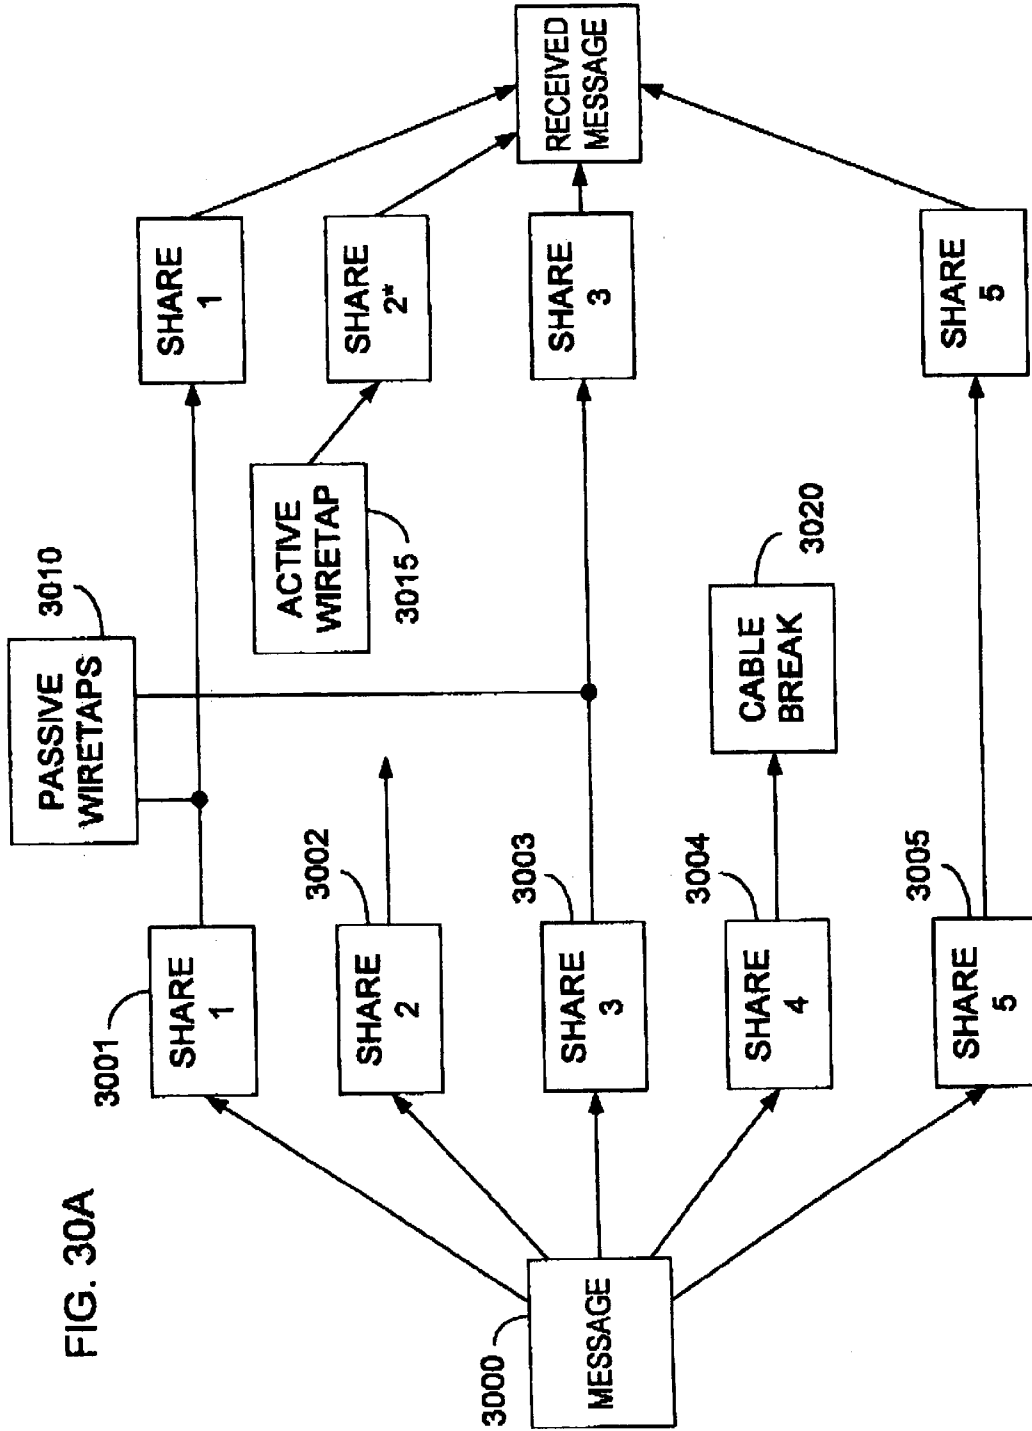 FIG. 30A
3000
MESSAGE
3001
SHARE
1
3002
SHARE
2
3003
SHARE
3
3004
SHARE
4
3005
SHARE
5
PASSIVE
WIRETAPS
3010
ACTIVE
WIRETAP
3015
CABLE
BREAK
3020
SHARE
1
SHARE
2*
SHARE
3
SHARE
5
RECEIVED
MESSAGE